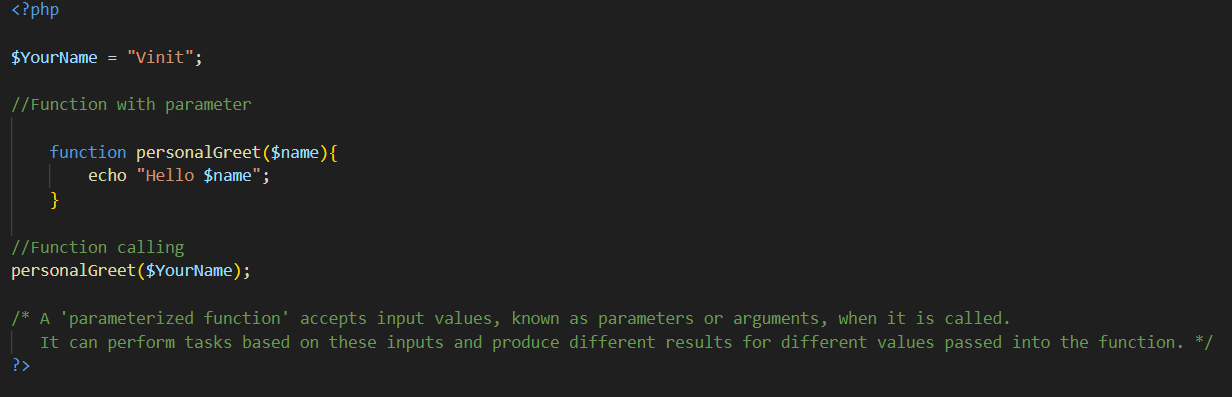 <?php
$YourName = "Vinit";
//Function with parameter
function personalGreet($name){
echo "Hello $name";
}
//Function calling
personalGreet($YourName);
/* A 'parameterized function' accepts input values, known as parameters or arguments, when it is called.
It can perform tasks based on these inputs and produce different results for different values passed into the function. */
?>